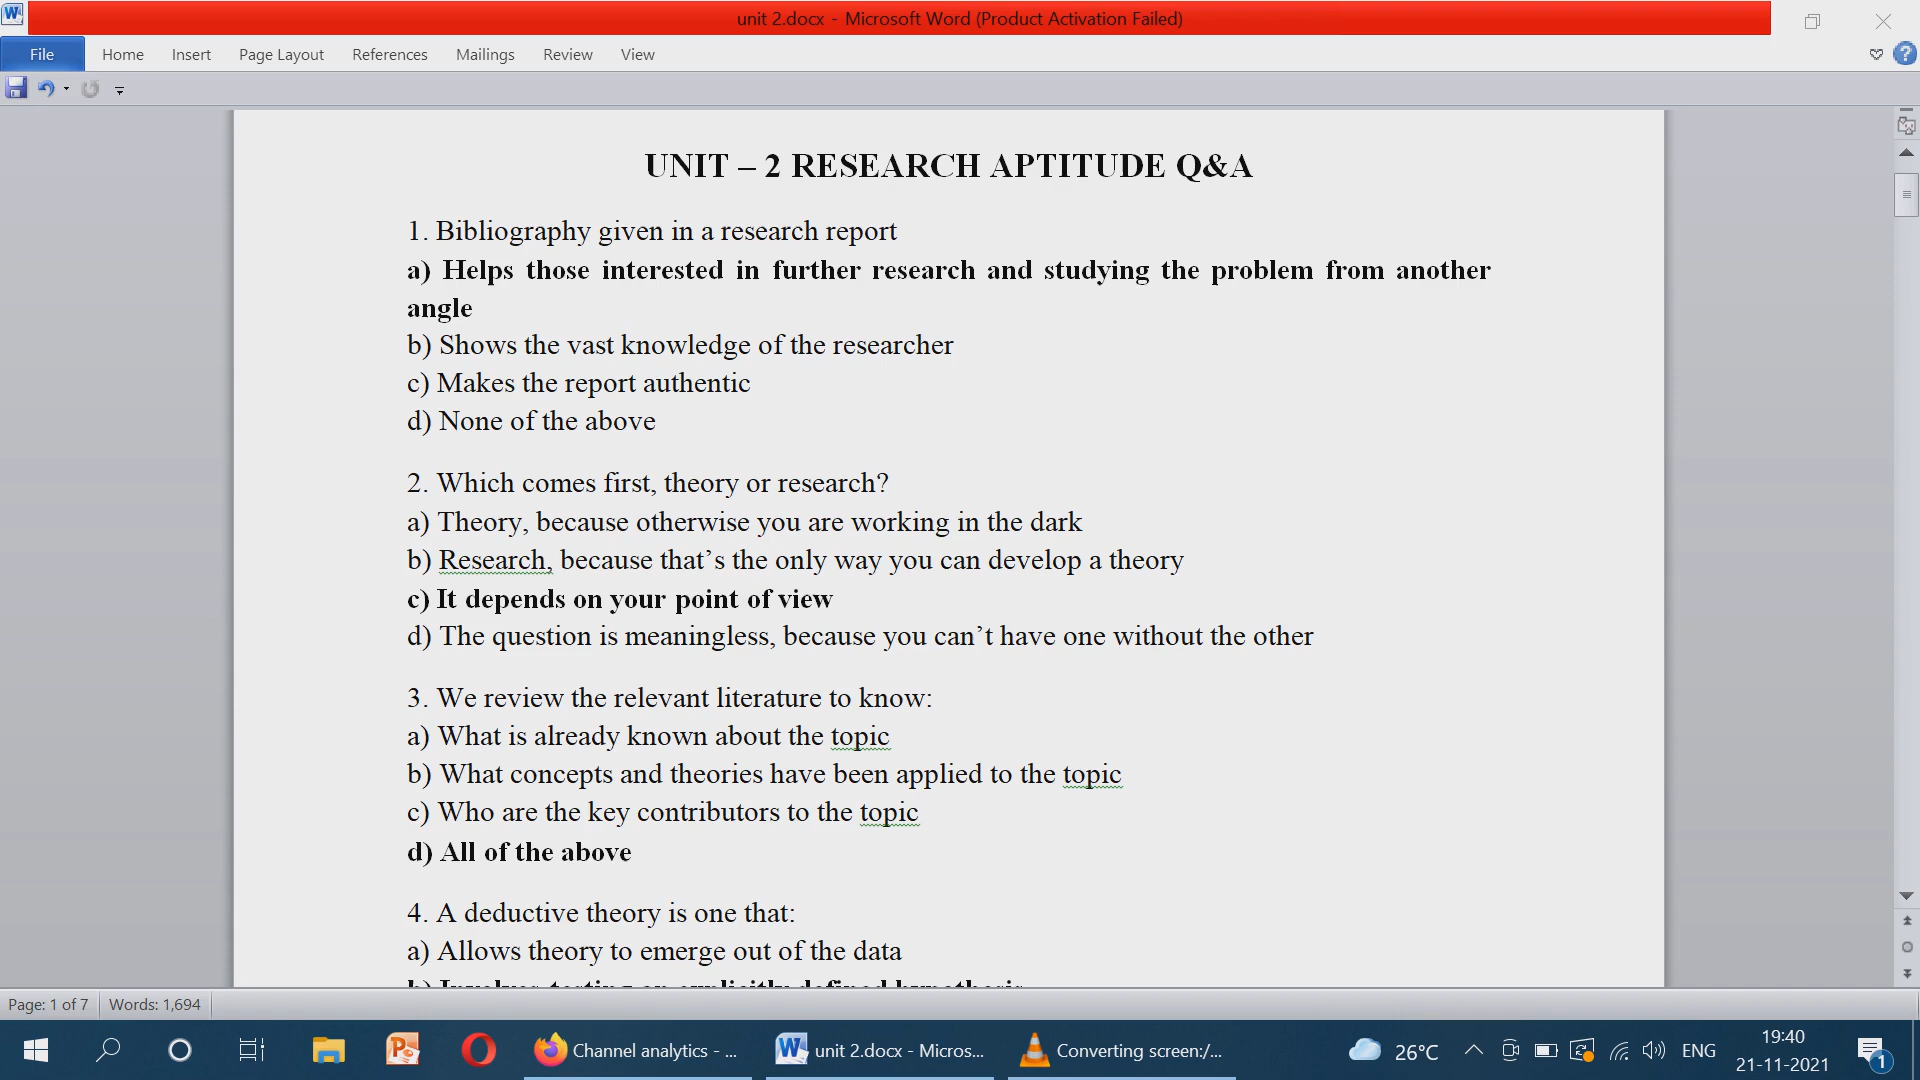 unit 2.docx - Microsoft Word (Product Activation Failed)
File Home Insert Page Layout References Mailings Review View
UNIT – 2 RESEARCH APTITUDE Q&A
1. Bibliography given in a research report
a) Helps those interested in further research and studying the problem from another
angle
b) Shows the vast knowledge of the researcher
c) Makes the report authentic
d) None of the above
2. Which comes first, theory or research?
a) Theory, because otherwise you are working in the dark
b) Research, because that’s the only way you can develop a theory
c) It depends on your point of view
d) The question is meaningless, because you can’t have one without the other
3. We review the relevant literature to know:
a) What is already known about the topic
b) What concepts and theories have been applied to the topic
c) Who are the key contributors to the topic
d) All of the above
4. A deductive theory is one that:
a) Allows theory to emerge out of the data
b) Involves testing an explicitly defined hypothesis
Page: 1 of 7 Words: 1,694
Channel analytics - ... unit 2.docx - Micros... Converting screen:/... 26°C ENG 19:40
21-11-2021 1